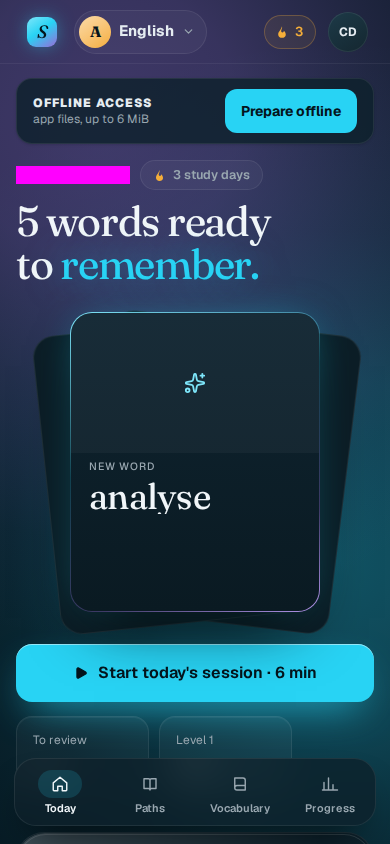 S
A English
3
CD
OFFLINE ACCESS
app files, up to 6 MiB
Prepare offline
3 study days
5 words ready
to remember.
NEW WORD
analyse
Start today's session · 6 min
To review
Level 1
Today
Paths
Vocabulary
Progress